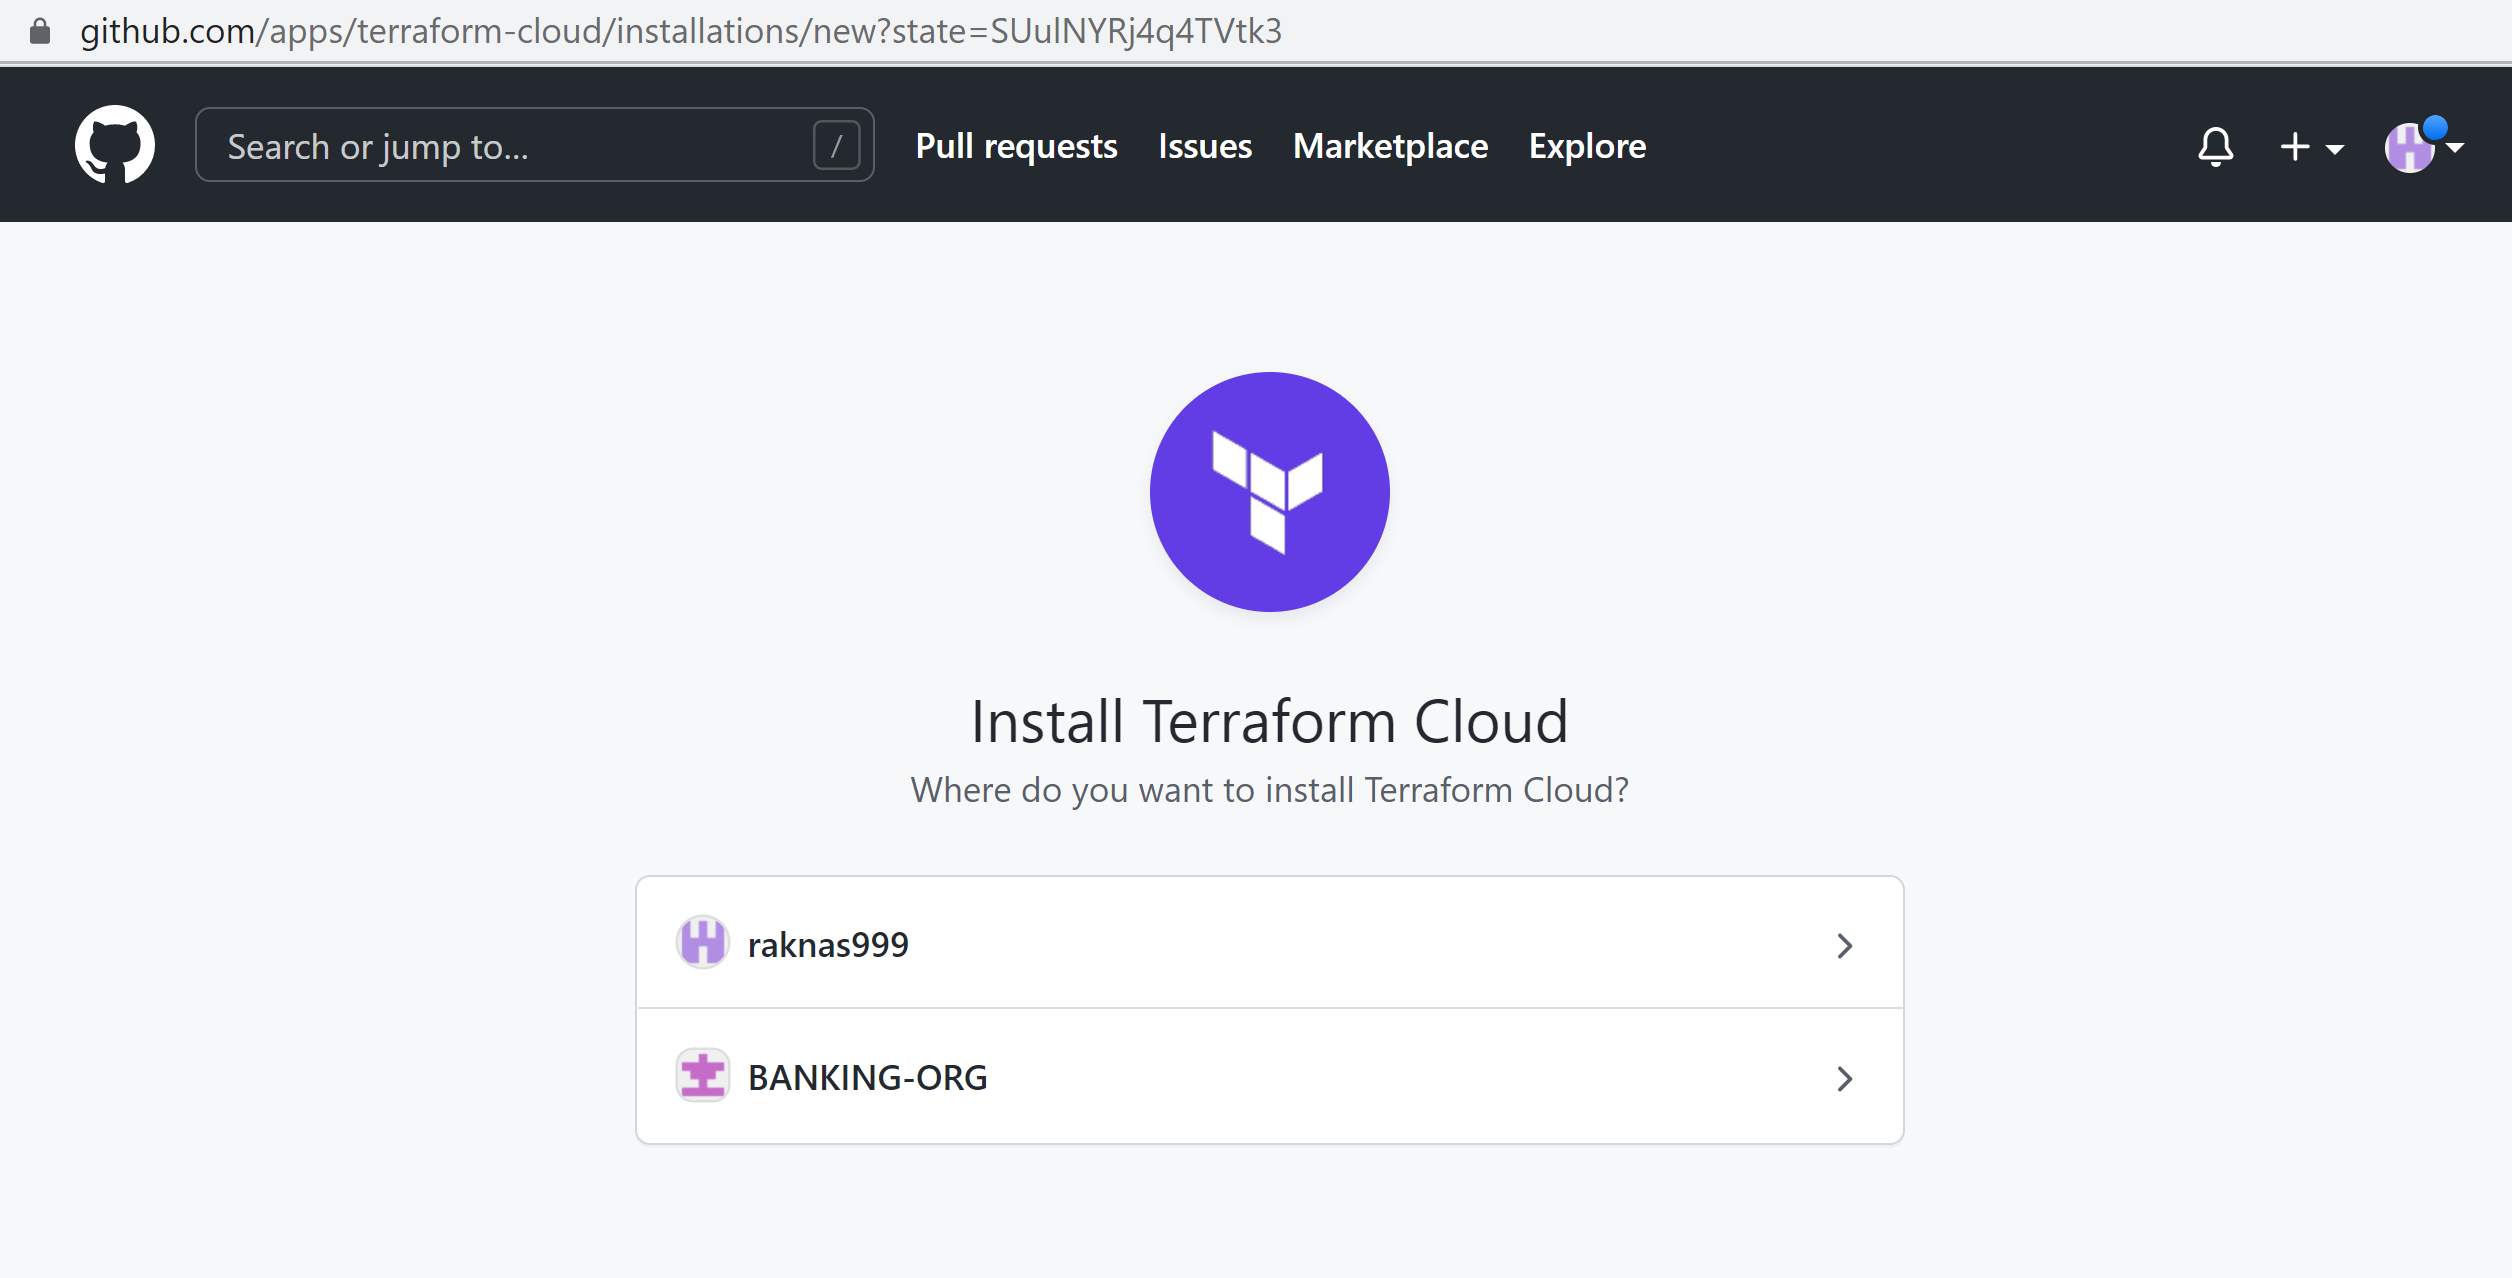 github.com/apps/terraform-cloud/installations/new?state=SUulNYRj4q4TVtk3
Search or jump to... / Pull requests Issues Marketplace Explore
Install Terraform Cloud
Where do you want to install Terraform Cloud?
raknas999
BANKING-ORG